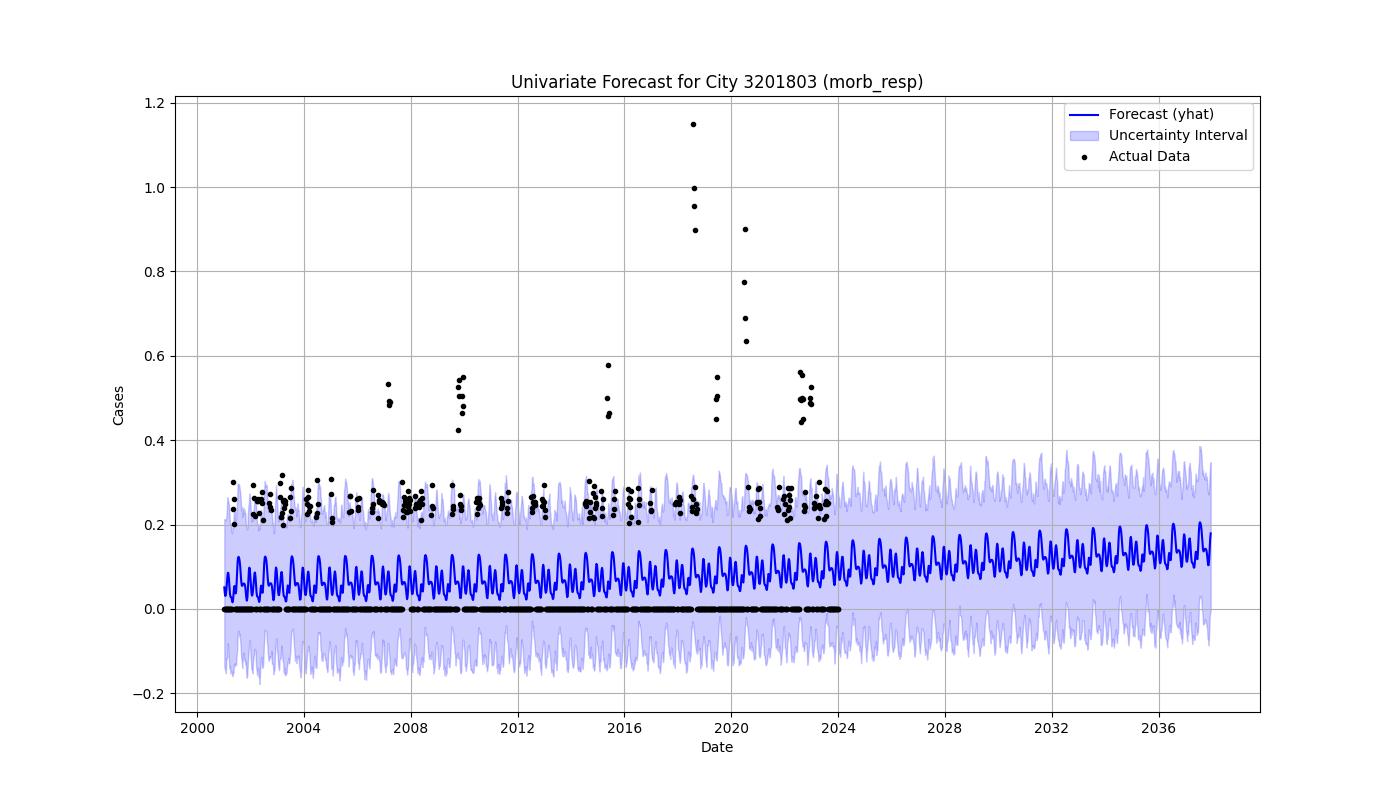 Univariate Forecast for City 3201803 (morb_resp)
Forecast (yhat)
Uncertainty Interval
Actual Data
Cases
1.2
1.0
0.8
0.6
0.4
0.2
0.0
−0.2
2000 2004 2008 2012 2016 2020 2024 2028 2032 2036
Date